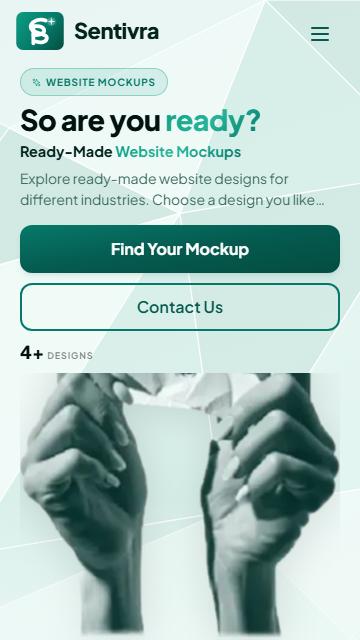 Sentivra
WEBSITE MOCKUPS
So are you ready?
Ready-Made Website Mockups
Explore ready-made website designs for
different industries. Choose a design you like...
Find Your Mockup
Contact Us
4+ DESIGNS